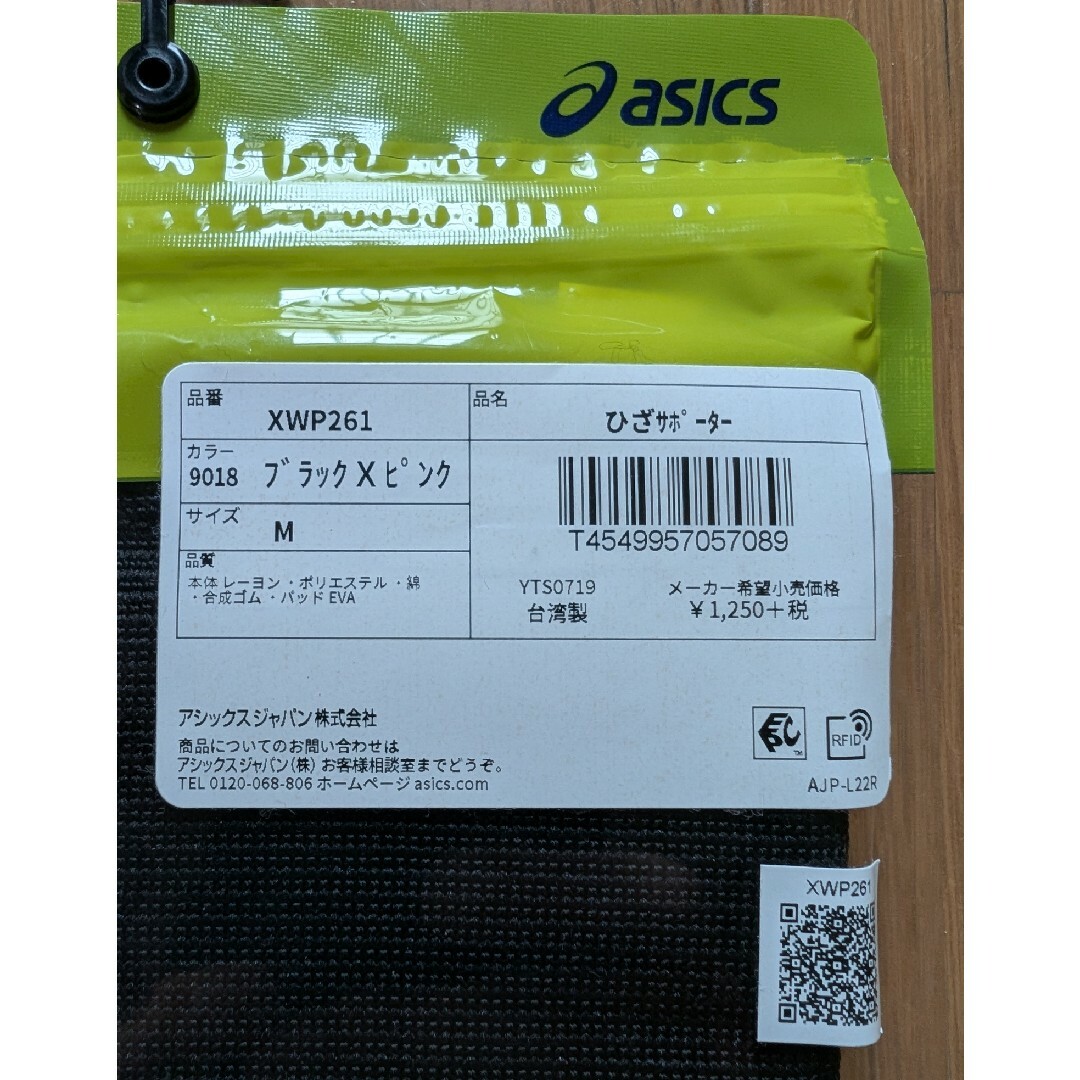 asics
品番
XWP261
品名
ひざｻﾎﾟｰﾀｰ
カラー
9018 ﾌﾞﾗｯｸ X ﾋﾟﾝｸ
サイズ
M
T4549957057089
品質
本体 レーヨン ・ポリエステル ・綿
・合成ゴム ・パッド EVA
YTS0719
台湾製
メーカー希望小売価格
￥1,250＋税
アシックスジャパン株式会社
商品についてのお問い合わせは
アシックスジャパン(株) お客様相談室までどうぞ。
TEL 0120-068-806 ホームページ asics.com
EPC
TM
RFID
AJP-L22R
XWP261